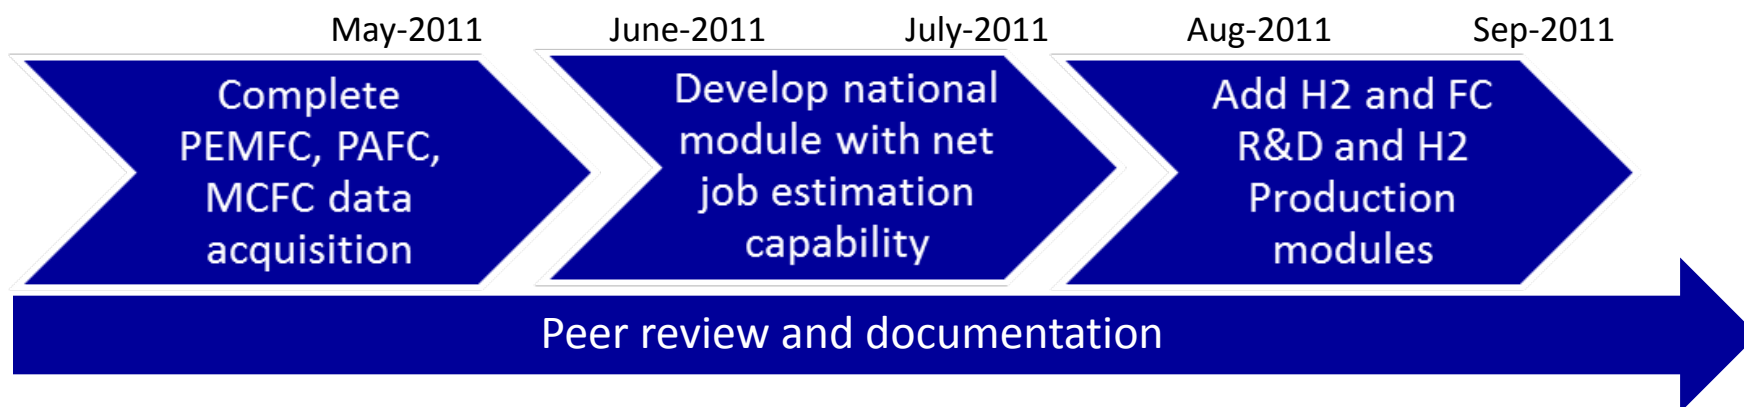 May-2011 June-2011 July-2011 Aug-2011 Sep-2011
Complete
PEMFC, PAFC,
MCFC data
acquisition
Develop national
module with net
job estimation
capability
Add H2 and FC
R&D and H2
Production
modules
Peer review and documentation